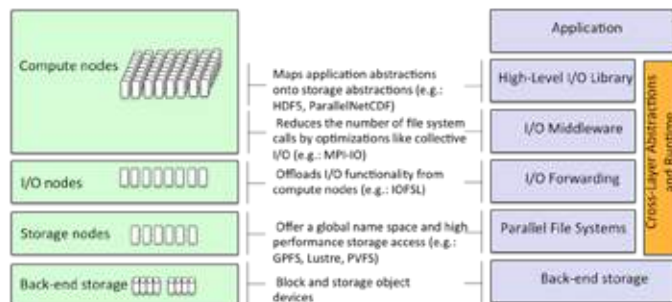 Compute nodes
I/O nodes
Storage nodes
Back-end storage
Maps application abstractions
onto storage abstractions (e.g.:
HDF5, ParallelNetCDF)
Reduces the number of file system
calls by optimizations like collective
I/O (e.g.: MPI-IO)
Offloads I/O functionality from
compute nodes (e.g.: IOFSL)
Offer a global name space and high
performance storage access (e.g.:
GPFS, Lustre, PVFS)
Block and storage object
devices
Application
High-Level I/O Library
I/O Middleware
I/O Forwarding
Parallel File Systems
Back-end storage
Cross-Layer Abstractions
and Runtime